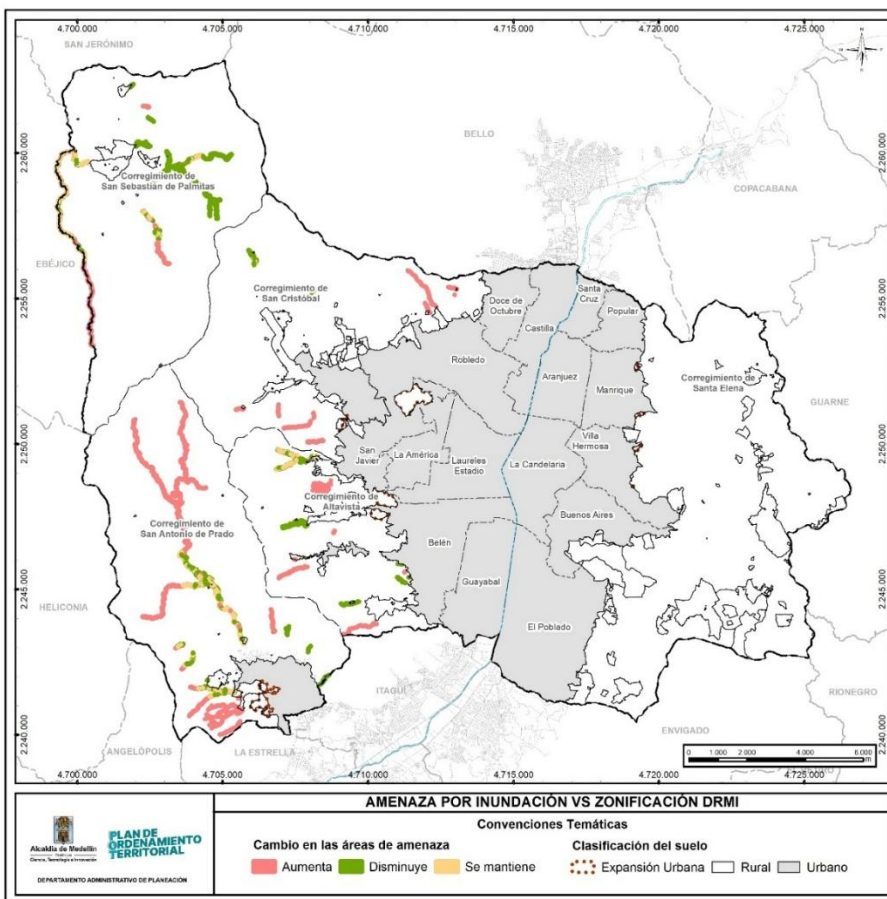 4.700.000
4.705.000
4.710.000
4.715.000
4.720.000
4.725.000
SAN JERÓNIMO
BELLO
2.260.000
2.260.000
COPACABANA
Corregimiento de
San Sebastián de Palmitas
EBÉJICO
2.255.000
2.255.000
Corregimiento de
San Cristóbal
Doce de
Octubre
Santa
Cruz
Castilla
Popular
Robledo
Aranjuez
Manrique
Corregimiento de
Santa Elena
GUARNE
2.250.000
2.250.000
San
Javier
La América
Laureles
Estadio
La Candelaria
Villa
Hermosa
Corregimiento de
Altavista
Buenos Aires
Corregimiento de
San Antonio de Prado
Belén
Guayabal
2.245.000
2.245.000
HELICONIA
El Poblado
ITAGUÍ
RIONEGRO
ENVIGADO
2.240.000
2.240.000
ANGELÓPOLIS
LA ESTRELLA
0
1.000
2.000
4.000
6.000
m
4.700.000
4.705.000
4.710.000
4.715.000
4.720.000
4.725.000
AMENAZA POR INUNDACIÓN VS ZONIFICACIÓN DRMI
Convenciones Temáticas
Cambio en las áreas de amenaza
Clasificación del suelo
Aumenta
Disminuye
Se mantiene
Expansión Urbana
Rural
Urbano
Alcaldía de Medellín
Ciencia, Tecnología e Innovación
PLAN DE
ORDENAMIENTO
TERRITORIAL
DEPARTAMENTO ADMINISTRATIVO DE PLANEACIÓN